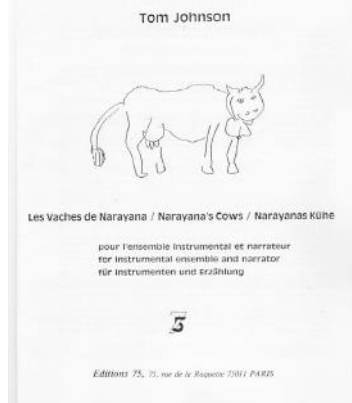 Tom Johnson
Les Vaches de Narayana / Narayana's Cows / Narayanas Kühe
pour l'ensemble instrumental et narrateur
for instrumental ensemble and narrator
für Instrumenten und Erzählung
75
Editions 75, 75, rue de la Roquette 75011 PARIS